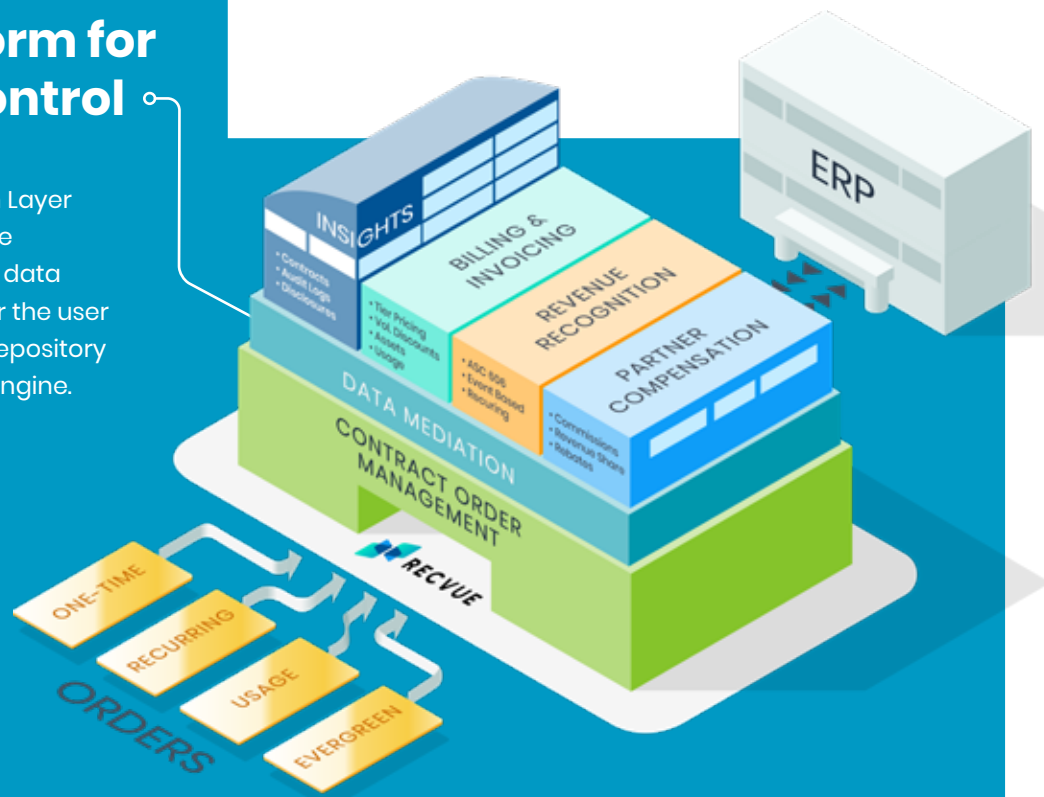 orm for
ontrol
Layer
e
data
r the user
epository
ngine.
INSIGHTS
• Contracts
• Audit Logs
• Disclosures
BILLING &
INVOICING
• Tier Pricing
• Vol. Discounts
• Assets
• Usage
REVENUE
RECOGNITION
• ASC 606
• Event Based
• Recuring
PARTNER
COMPENSATION
• Commissions
• Revenue Share
• Rebates
ERP
DATA MEDIATION
CONTRACT ORDER
MANAGEMENT
RECVUE
ONE-TIME
RECURRING
USAGE
EVERGREEN
ORDERS